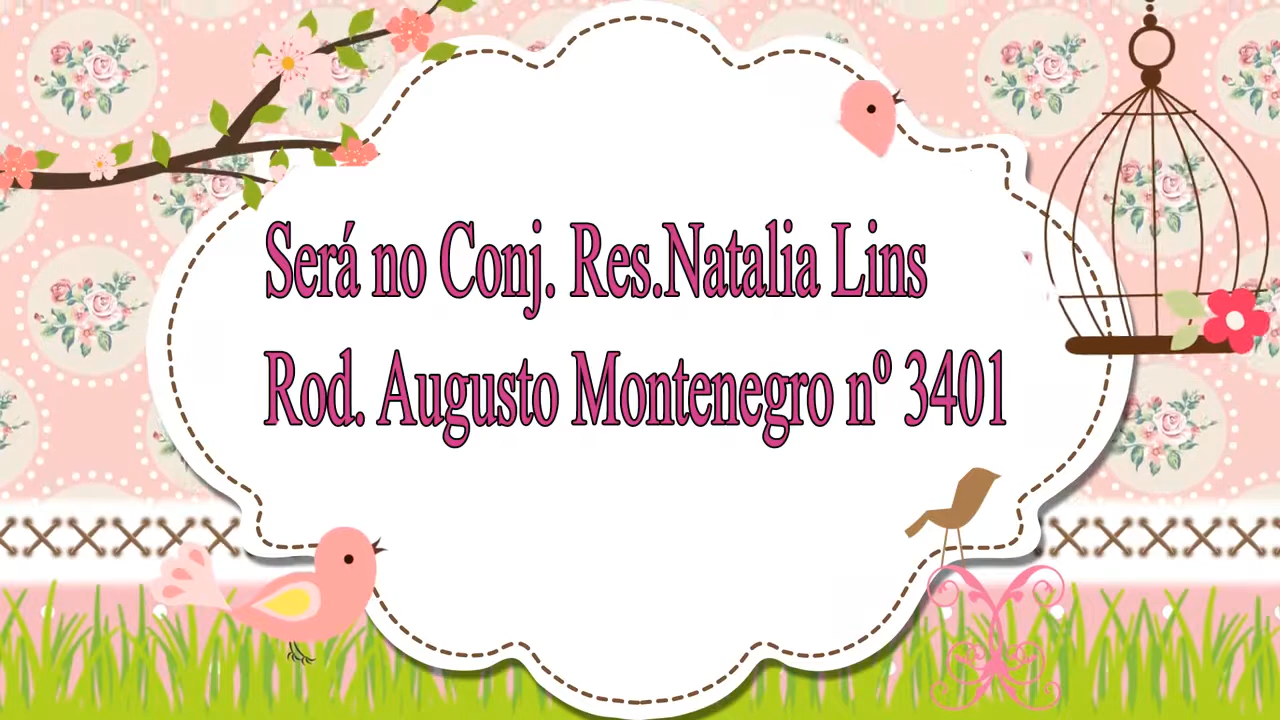 Será no Conj. Res.Natalia Lins
Rod. Augusto Montenegro nº 3401